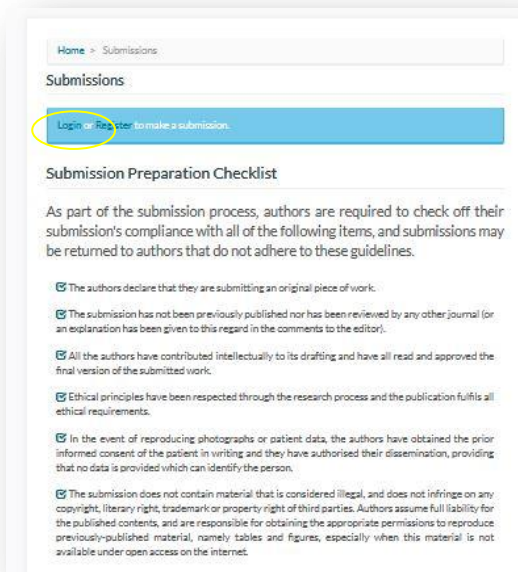 Home > Submissions
Submissions
Login or Register to make a submission.
Submission Preparation Checklist
As part of the submission process, authors are required to check off their
submission's compliance with all of the following items, and submissions may
be returned to authors that do not adhere to these guidelines.
The authors declare that they are submitting an original piece of work.
The submission has not been previously published nor has been reviewed by any other journal (or
an explanation has been given to this regard in the comments to the editor).
All the authors have contributed intellectually to its drafting and have all read and approved the
final version of the submitted work.
Ethical principles have been respected through the research process and the publication fulfils all
ethical requirements.
In the event of reproducing photographs or patient data, the authors have obtained the prior
informed consent of the patient in writing and they have authorised their dissemination, providing
that no data is provided which can identify the person.
The submission does not contain material that is considered illegal, and does not infringe on any
copyright, literary right, trademark or property right of third parties. Authors assume full liability for
the published contents, and are responsible for obtaining the appropriate permissions to reproduce
previously-published material, namely tables and figures, especially when this material is not
available under open access on the internet.